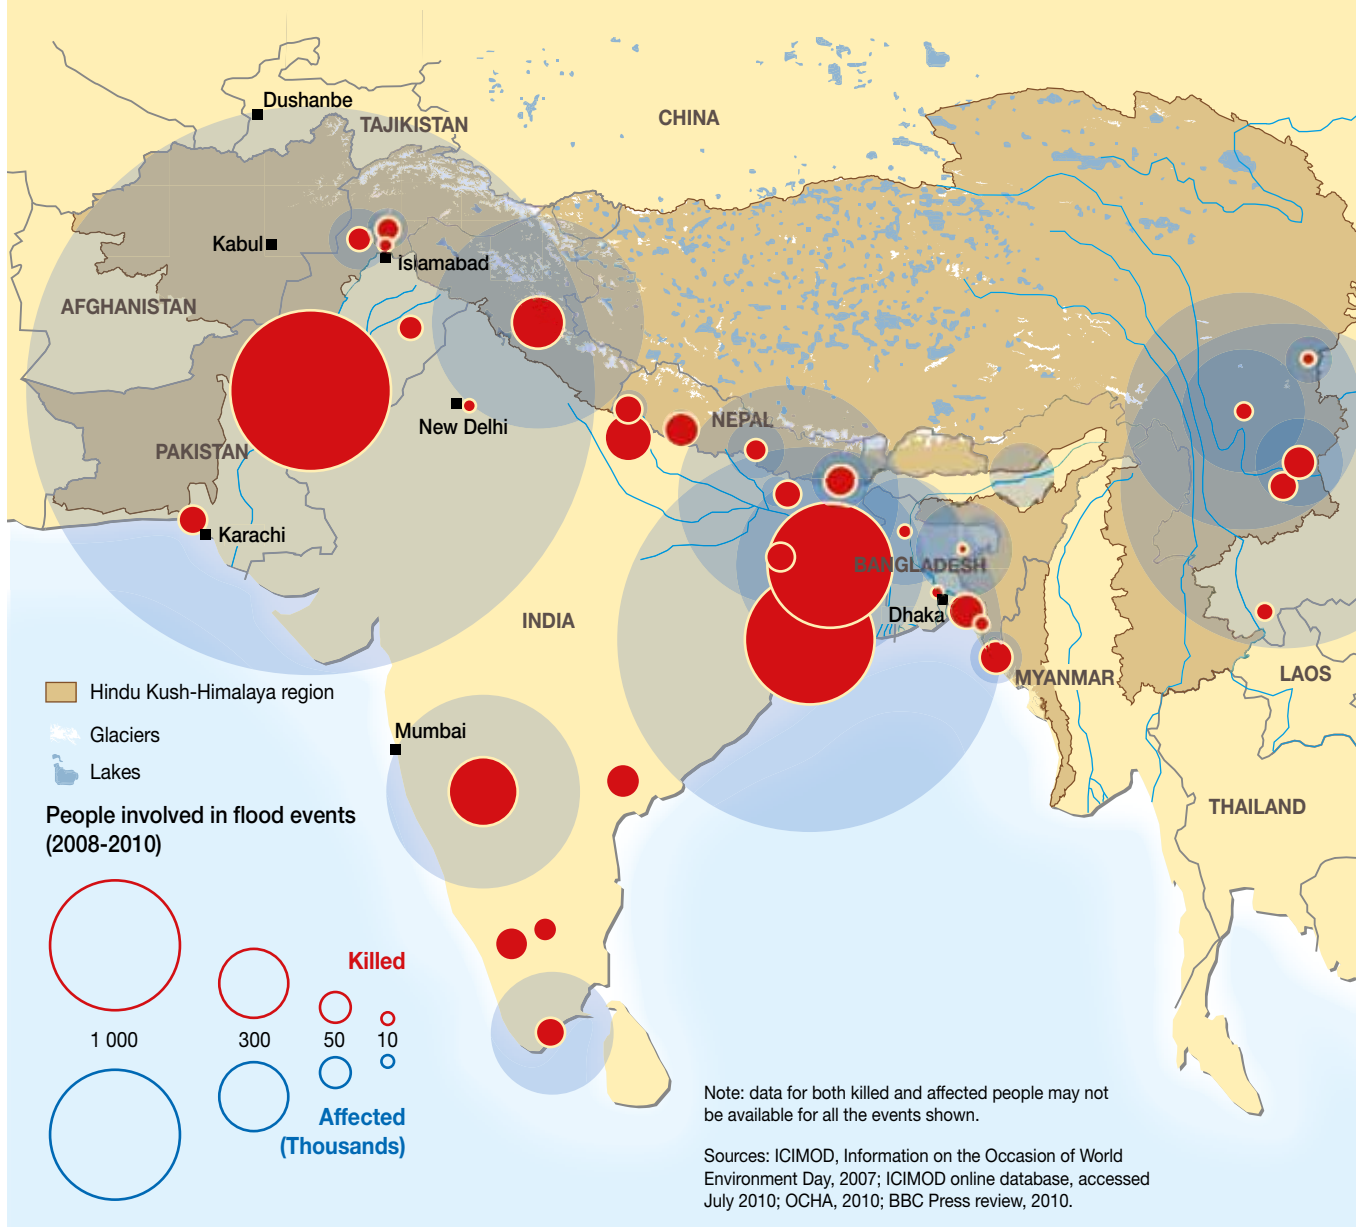 Dushanbe
TAJIKISTAN
CHINA
Kabul
Islamabad
AFGHANISTAN
New Delhi
NEPAL
PAKISTAN
Karachi
BANGLADESH
Dhaka
INDIA
MYANMAR
LAOS
Hindu Kush-Himalaya region
Glaciers
Lakes
Mumbai
THAILAND
People involved in flood events
(2008-2010)
Killed
1 000
300
50
10
Affected
(Thousands)
Note: data for both killed and affected people may not
be available for all the events shown.
Sources: ICIMOD, Information on the Occasion of World
Environment Day, 2007; ICIMOD online database, accessed
July 2010; OCHA, 2010; BBC Press review, 2010.